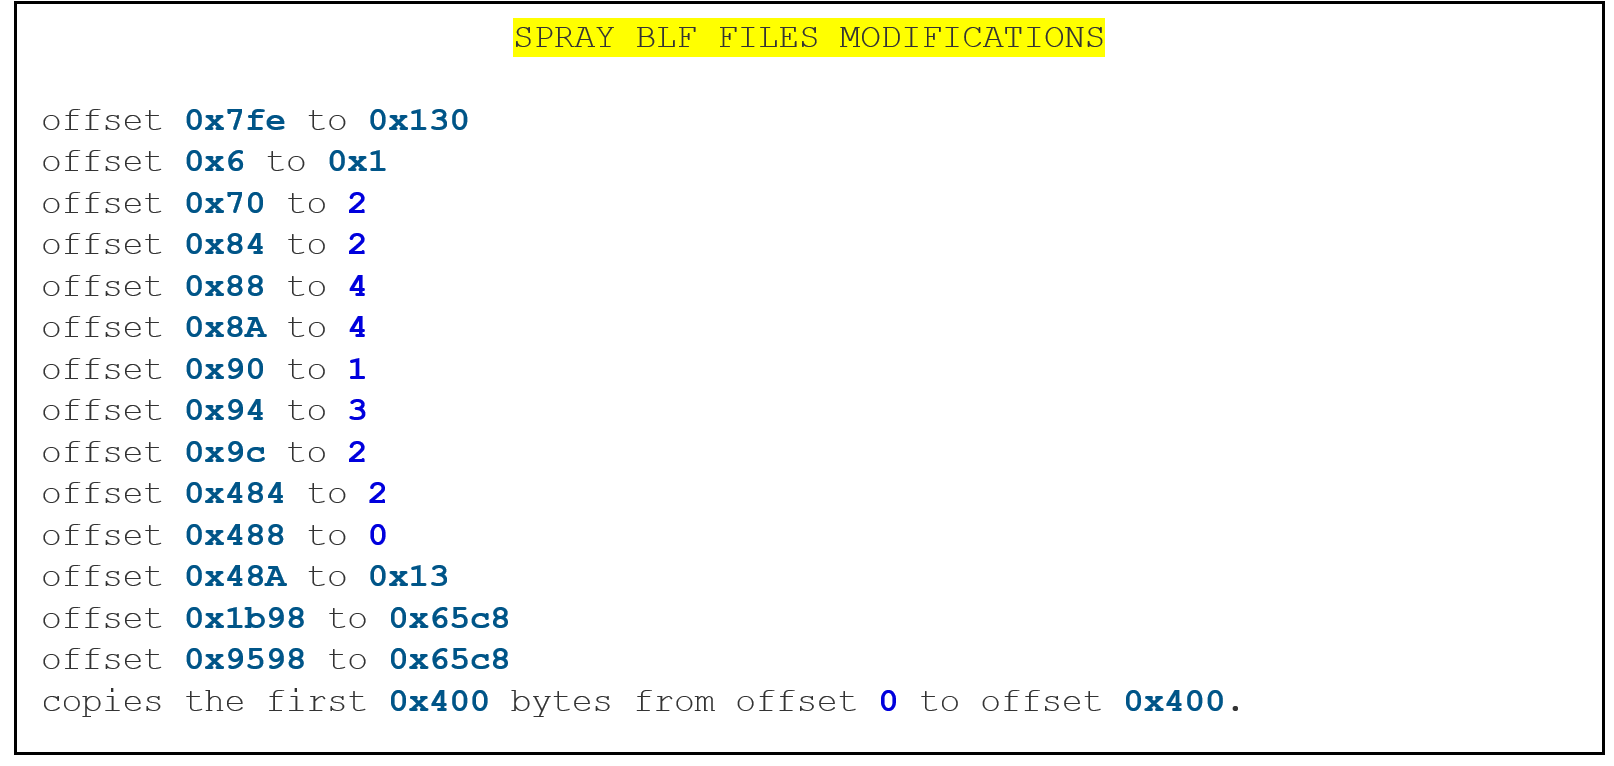 SPRAY BLF FILES MODIFICATIONS
offset 0x7fe to 0x130
offset 0x6 to 0x1
offset 0x70 to 2
offset 0x84 to 2
offset 0x88 to 4
offset 0x8A to 4
offset 0x90 to 1
offset 0x94 to 3
offset 0x9c to 2
offset 0x484 to 2
offset 0x488 to 0
offset 0x48A to 0x13
offset 0x1b98 to 0x65c8
offset 0x9598 to 0x65c8
copies the first 0x400 bytes from offset 0 to offset 0x400.